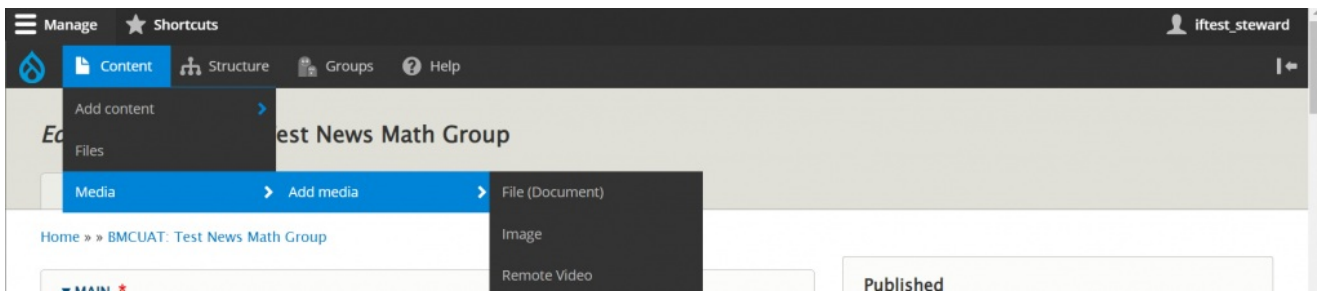 Manage Shortcuts iftest_steward
Content Structure Groups Help
Add content
est News Math Group
Files
Media Add media File (Document)
Home » » BMCUAT: Test News Math Group
Image
Remote Video
MAIN *
Published